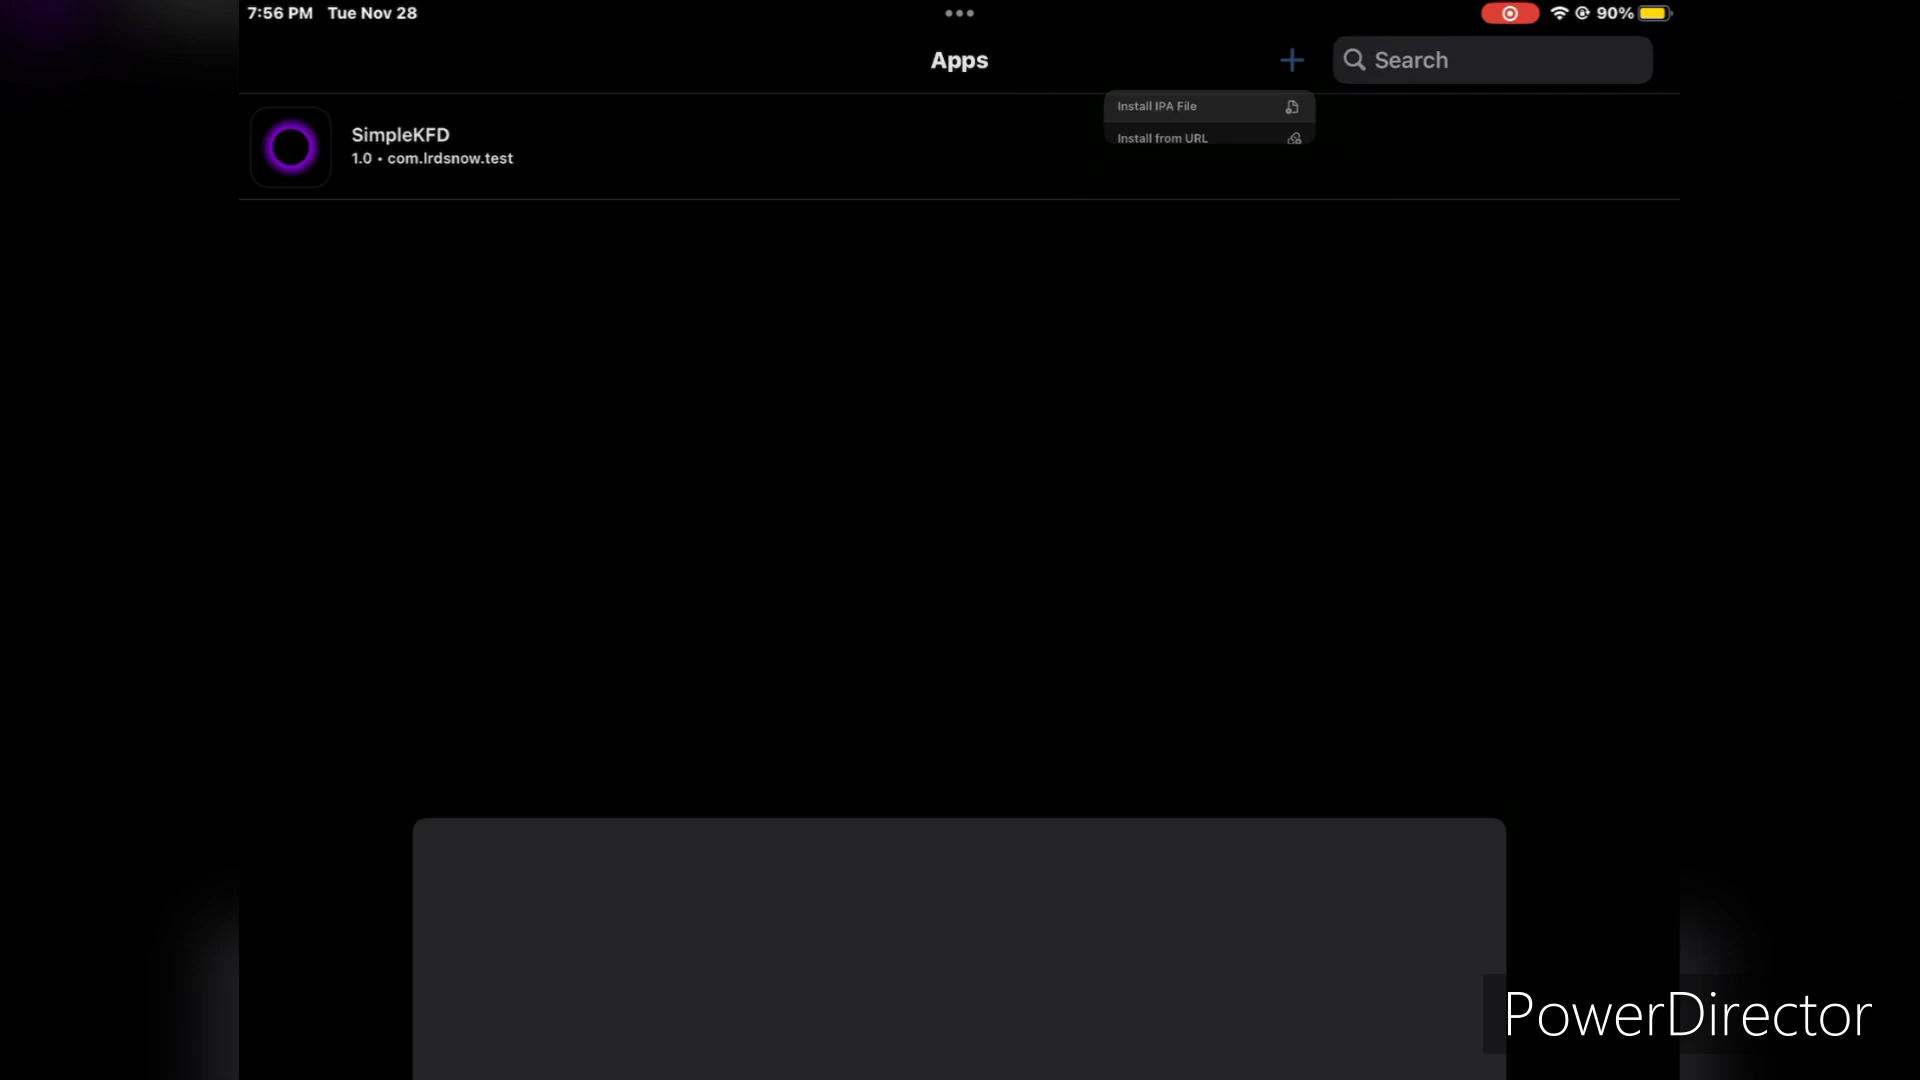 7:56 PM Tue Nov 28
90%
Apps
Search
Install IPA File
Install from URL
SimpleKFD
1.0 • com.lrdsnow.test
PowerDirector